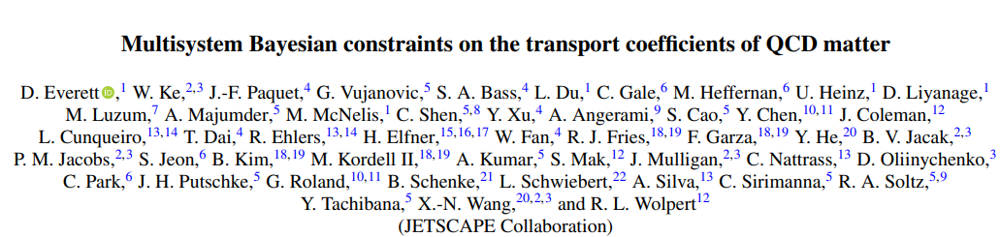 Multisystem Bayesian constraints on the transport coefficients of QCD matter
D. Everett,1 W. Ke,2,3 J.-F. Paquet,4 G. Vujanovic,5 S. A. Bass,4 L. Du,1 C. Gale,6 M. Heffernan,6 U. Heinz,1 D. Liyanage,1
M. Luzum,7 A. Majumder,5 M. McNelis,1 C. Shen,5,8 Y. Xu,4 A. Angerami,9 S. Cao,5 Y. Chen,10,11 J. Coleman,12
L. Cunqueiro,13,14 T. Dai,4 R. Ehlers,13,14 H. Elfner,15,16,17 W. Fan,4 R. J. Fries,18,19 F. Garza,18,19 Y. He,20 B. V. Jacak,2,3
P. M. Jacobs,2,3 S. Jeon,6 B. Kim,18,19 M. Kordell II,18,19 A. Kumar,5 S. Mak,12 J. Mulligan,2,3 C. Nattrass,13 D. Oliinychenko,3
C. Park,6 J. H. Putschke,5 G. Roland,10,11 B. Schenke,21 L. Schwiebert,22 A. Silva,13 C. Sirimanna,5 R. A. Soltz,5,9
Y. Tachibana,5 X.-N. Wang,20,2,3 and R. L. Wolpert12
(JETSCAPE Collaboration)